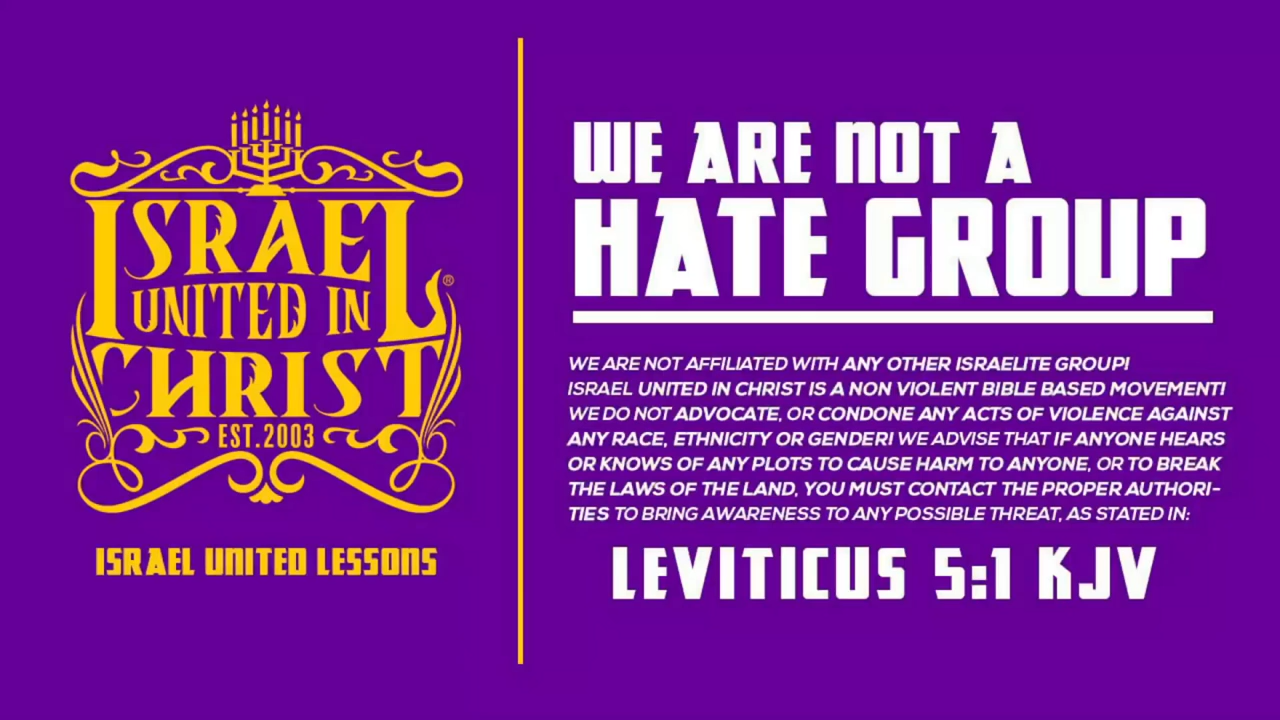 ISRAEL
UNITED IN
CHRIST®
EST.2003
ISRAEL UNITED LESSONS
WE ARE NOT A
HATE GROUP
WE ARE NOT AFFILIATED WITH ANY OTHER ISRAELITE GROUP!
ISRAEL UNITED IN CHRIST IS A NON VIOLENT BIBLE BASED MOVEMENT!
WE DO NOT ADVOCATE, OR CONDONE ANY ACTS OF VIOLENCE AGAINST
ANY RACE, ETHNICITY OR GENDER! WE ADVISE THAT IF ANYONE HEARS
OR KNOWS OF ANY PLOTS TO CAUSE HARM TO ANYONE, OR TO BREAK
THE LAWS OF THE LAND, YOU MUST CONTACT THE PROPER AUTHORI-
TIES TO BRING AWARENESS TO ANY POSSIBLE THREAT, AS STATED IN:
LEVITICUS 5:1 KJV